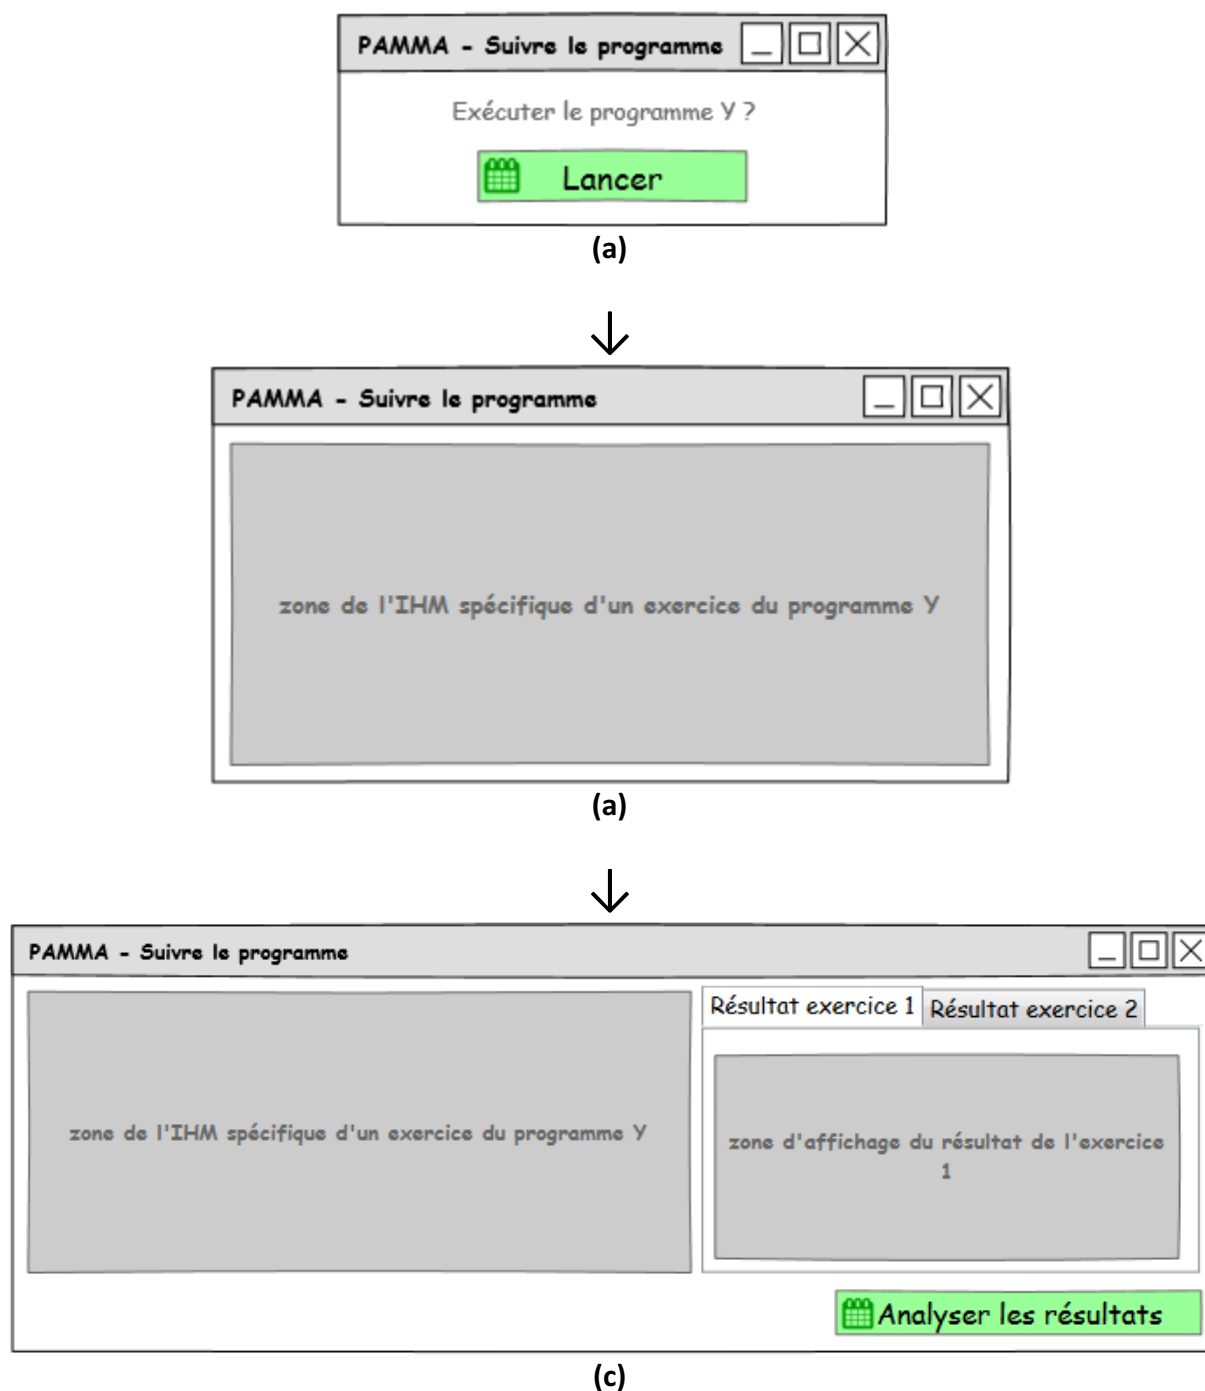 PAMMA - Suivre le programme
Exécuter le programme Y ?
Lancer
(a)
PAMMA - Suivre le programme
zone de l'IHM spécifique d'un exercice du programme Y
(a)
PAMMA - Suivre le programme
zone de l'IHM spécifique d'un exercice du programme Y
Résultat exercice 1
Résultat exercice 2
zone d'affichage du résultat de l'exercice
1
Analyser les résultats
(c)